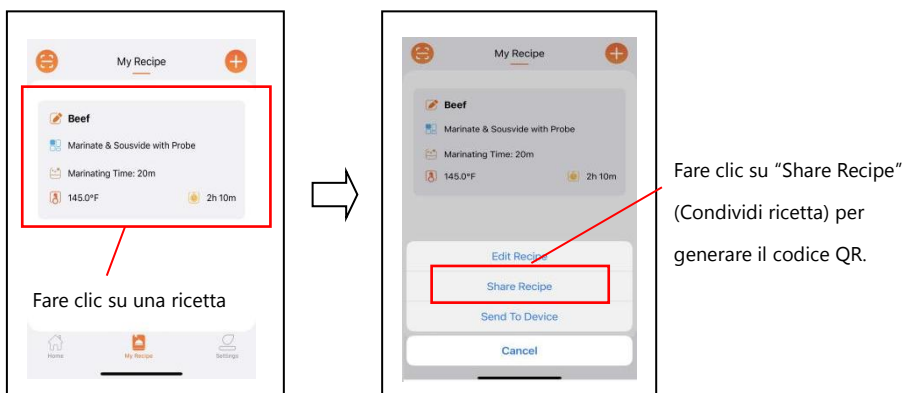 My Recipe
Beef
Marinate & Sousvide with Probe
Marinating Time: 20m
145.0°F 2h 10m
Fare clic su una ricetta
Home My Recipe Settings
My Recipe
Beef
Marinate & Sousvide with Probe
Marinating Time: 20m
145.0°F 2h 10m
Edit Recipe
Share Recipe
Send To Device
Cancel
Fare clic su “Share Recipe”
(Condividi ricetta) per
generare il codice QR.